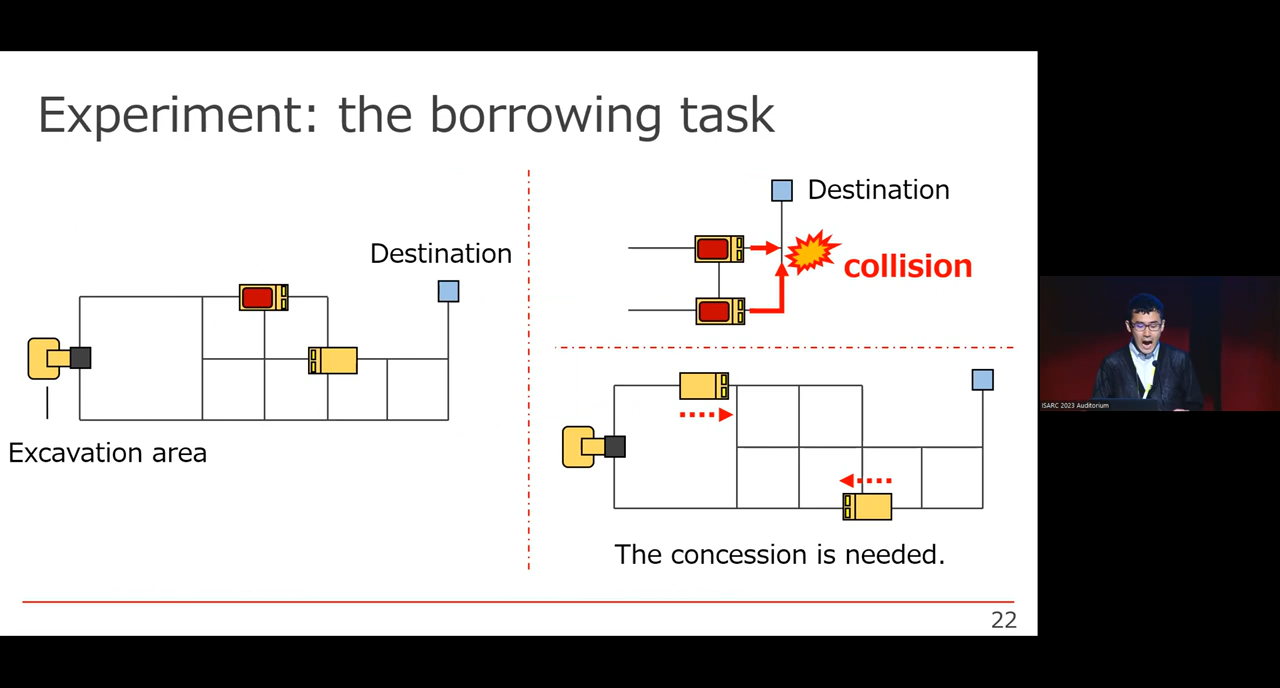 Experiment: the borrowing task
Destination
Excavation area
Destination
collision
The concession is needed.
22
ISARC 2023 Auditorium